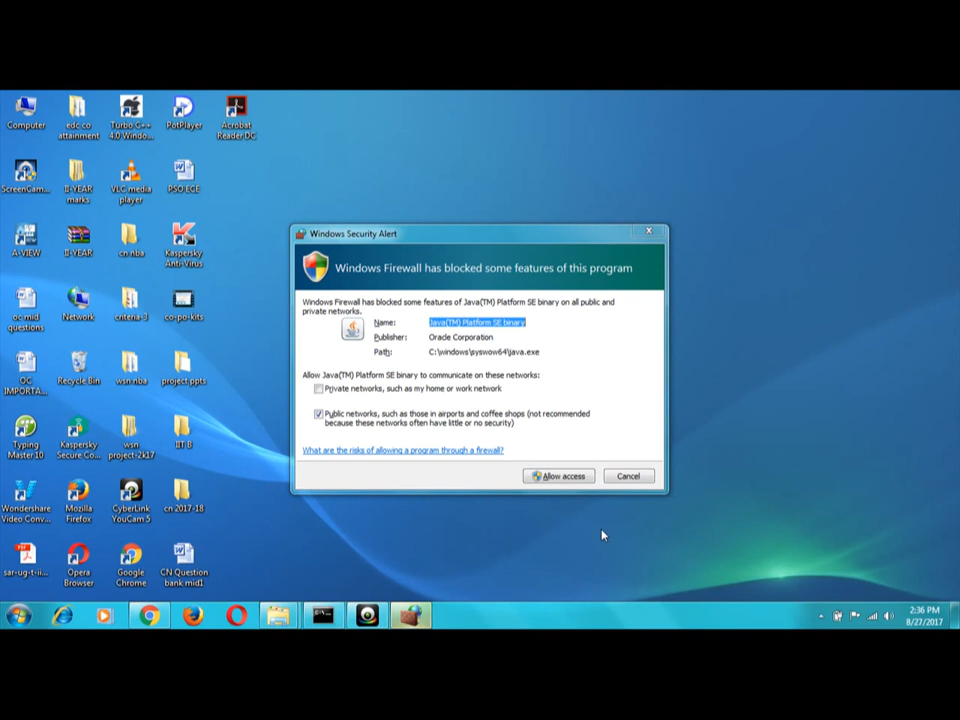 Computer
edc co
attainment
Turbo C++
4.0 Windo...
PotPlayer
Acrobat
Reader DC
ScreenCam...
II-YEAR
marks
VLC media
player
PSO ECE
A-VIEW
II-YEAR
cn nba
Kaspersky
Anti-Virus
oc mid
questions
Network
cntena-3
co-po-kits
OC
IMPORTA...
Recycle Bin
wsn nba
project ppts
Typing
Master 10
Kaspersky
Secure Co...
wsn
project-2k17
IIT B
Wondershare
Video Conv...
Mozilla
Firefox
CyberLink
YouCam 5
cn 2017-18
sar-ug-t-ii...
Opera
Browser
Google
Chrome
CN Question
bank mid1
Windows Security Alert
Windows Firewall has blocked some features of this program
Windows Firewall has blocked some features of Java(TM) Platform SE binary on all public and
private networks.
Name: Java(TM) Platform SE binary
Publisher: Oracle Corporation
Path: C:\windows\syswow64\java.exe
Allow Java(TM) Platform SE binary to communicate on these networks:
Private networks, such as my home or work network
Public networks, such as those in airports and coffee shops (not recommended
because these networks often have little or no security)
What are the risks of allowing a program through a firewall?
Allow access
Cancel
2:36 PM
8/27/2017